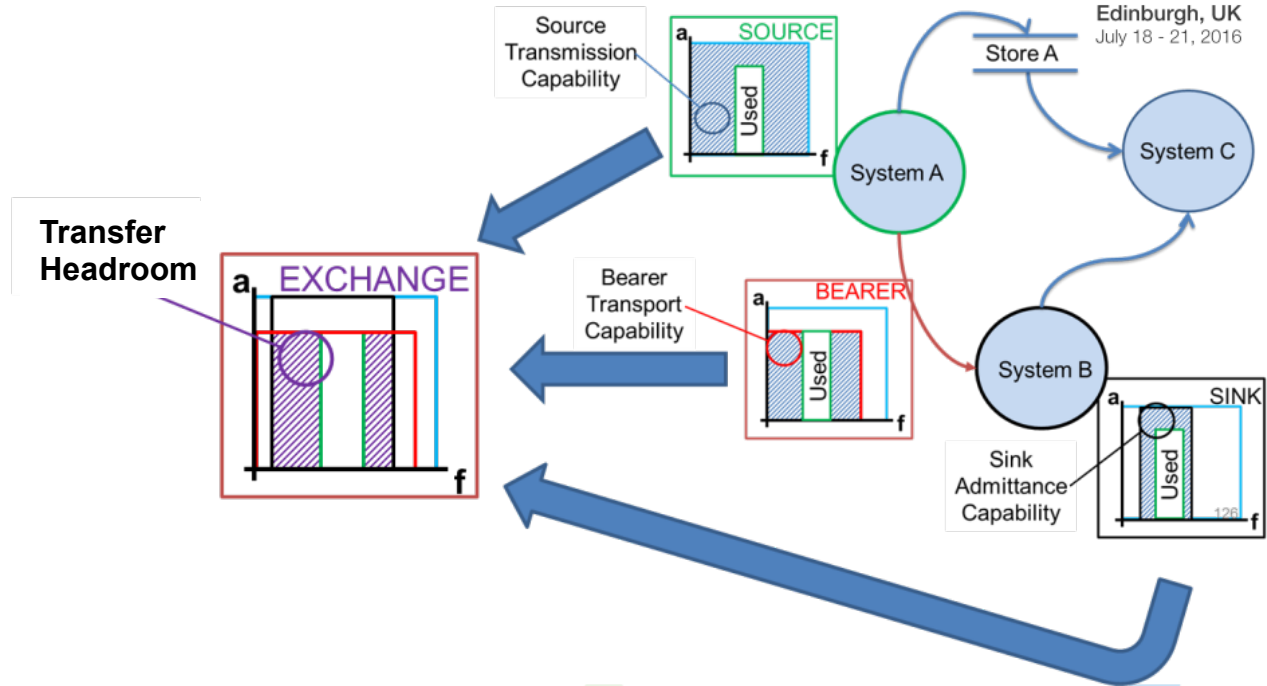 Edinburgh, UK
July 18 - 21, 2016
Source
Transmission
Capability
a
SOURCE
Used
f
Store A
System A
System C
Transfer
Headroom
a
EXCHANGE
f
Bearer
Transport
Capability
a
BEARER
Used
f
System B
Sink
Admittance
Capability
a
SINK
Used
126
f